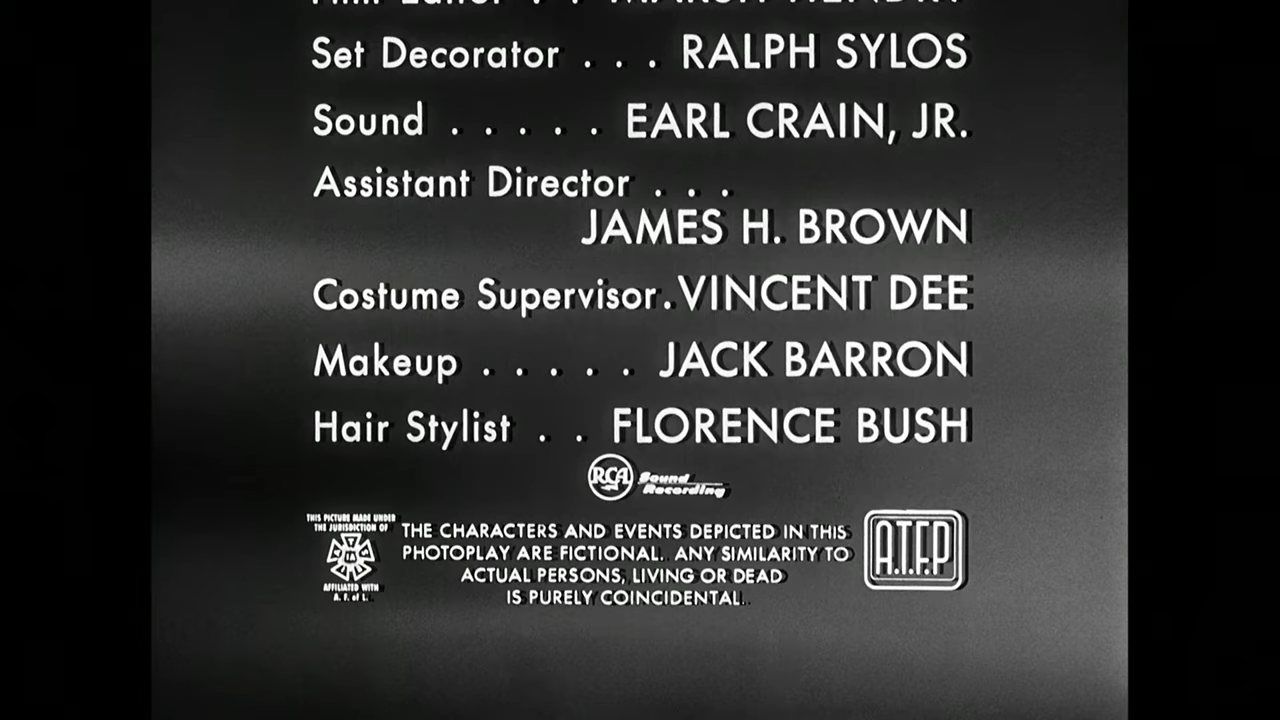 Set Decorator . . . RALPH SYLOS
Sound . . . . . EARL CRAIN, JR.
Assistant Director . . .
JAMES H. BROWN
Costume Supervisor. VINCENT DEE
Makeup . . . . . JACK BARRON
Hair Stylist . . FLORENCE BUSH
RCA Sound Recording
THIS PICTURE MADE UNDER
THE JURISDICTION OF
IATSE
AFFILIATED WITH
A. F. of L.
THE CHARACTERS AND EVENTS DEPICTED IN THIS
PHOTOPLAY ARE FICTIONAL. ANY SIMILARITY TO
ACTUAL PERSONS, LIVING OR DEAD
IS PURELY COINCIDENTAL.
A.T.F.P